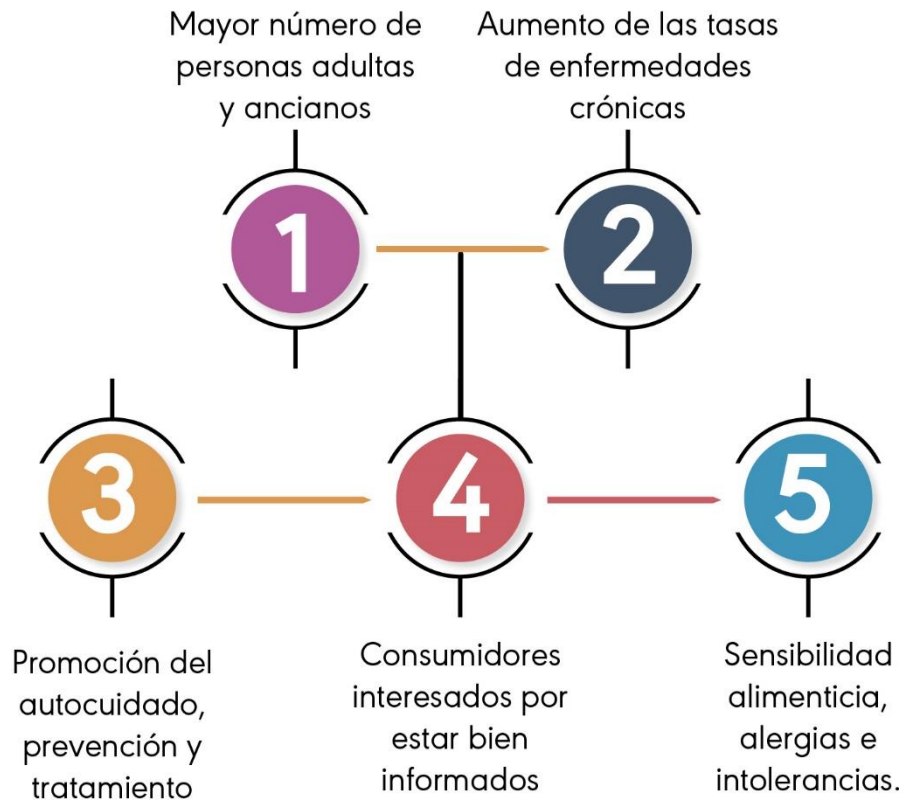 Mayor número de
personas adultas
y ancianos
Aumento de las tasas
de enfermedades
crónicas
1
2
3
4
5
Promoción del
autocuidado,
prevención y
tratamiento
Consumidores
interesados por
estar bien
informados
Sensibilidad
alimenticia,
alergias e
intolerancias.